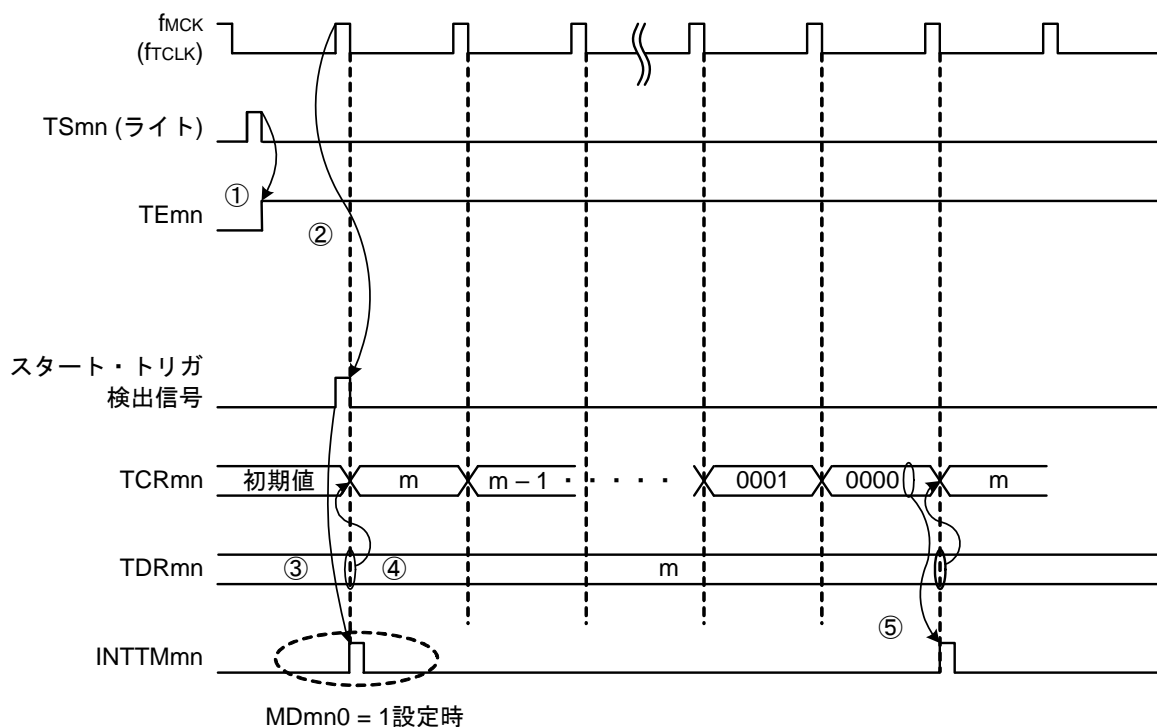 fMCK
(fTCLK)
TSmn (ライト)
①
TEmn
②
スタート・トリガ
検出信号
TCRmn 初期値 m m – 1 ・・・・・ 0001 0000 m
TDRmn ③ ④ m
⑤
INTTMmn
MDmn0 = 1設定時